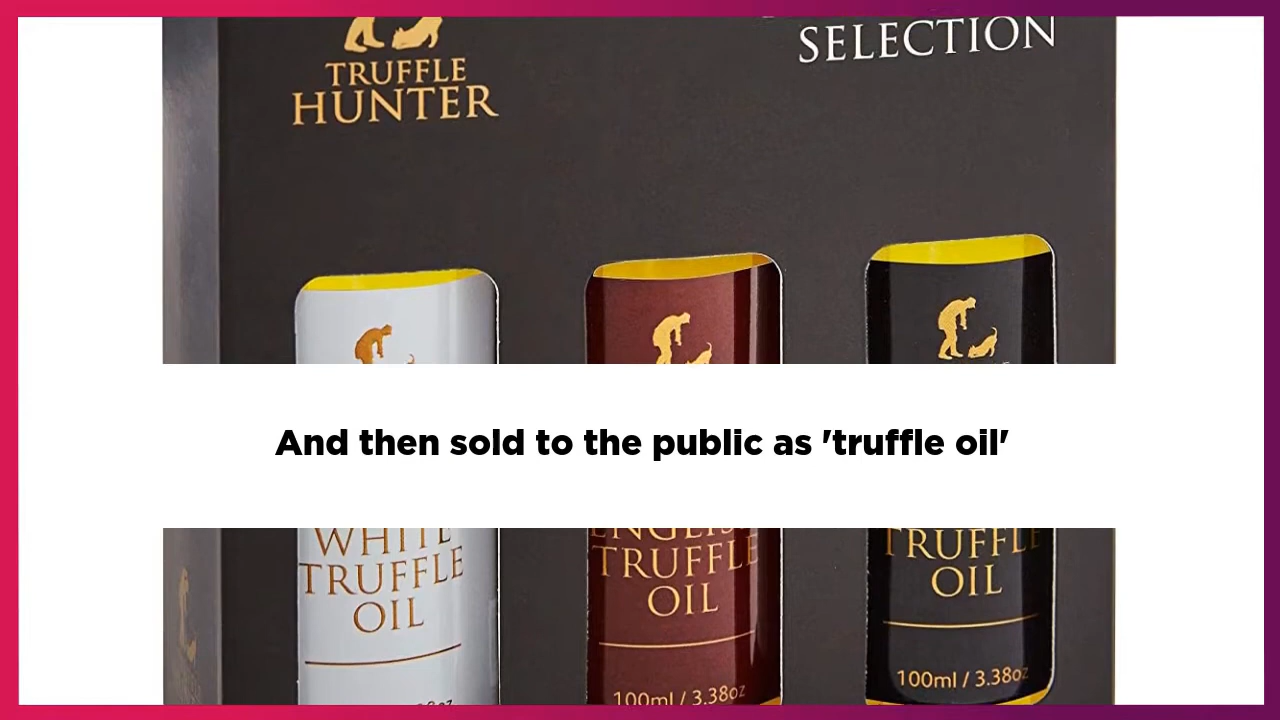 SELECTION
TRUFFLE
HUNTER
And then sold to the public as 'truffle oil'
WHITE
TRUFFLE
OIL
ENGLISH
TRUFFLE
OIL
100ml / 3.38oz
TRUFFLE
OIL
100ml / 3.38oz